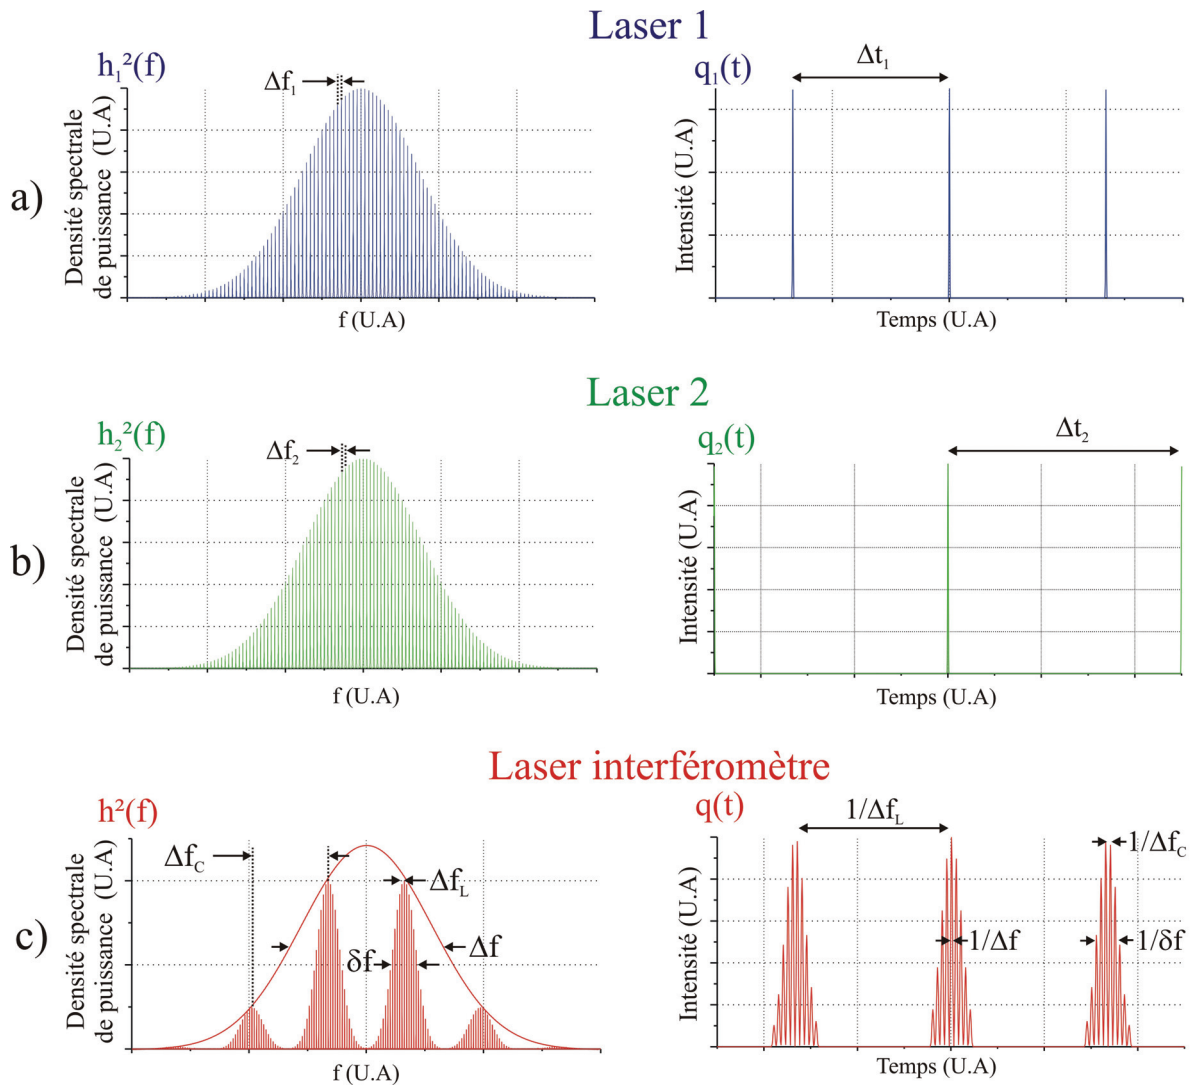 Laser 1
h₁²(f)
q₁(t)
Δf₁
Δt₁
a)
Densité spectrale
de puissance (U.A)
Intensité (U.A)
f (U.A)
Temps (U.A)
Laser 2
h₂²(f)
q₂(t)
Δf₂
Δt₂
b)
Densité spectrale
de puissance (U.A)
Intensité (U.A)
f (U.A)
Temps (U.A)
Laser interféromètre
h²(f)
q(t)
Δf_C
Δf_L
δf
Δf
1/Δf_L
1/Δf_C
1/Δf
1/δf
c)
Densité spectrale
de puissance (U.A)
Intensité (U.A)
f (U.A)
Temps (U.A)